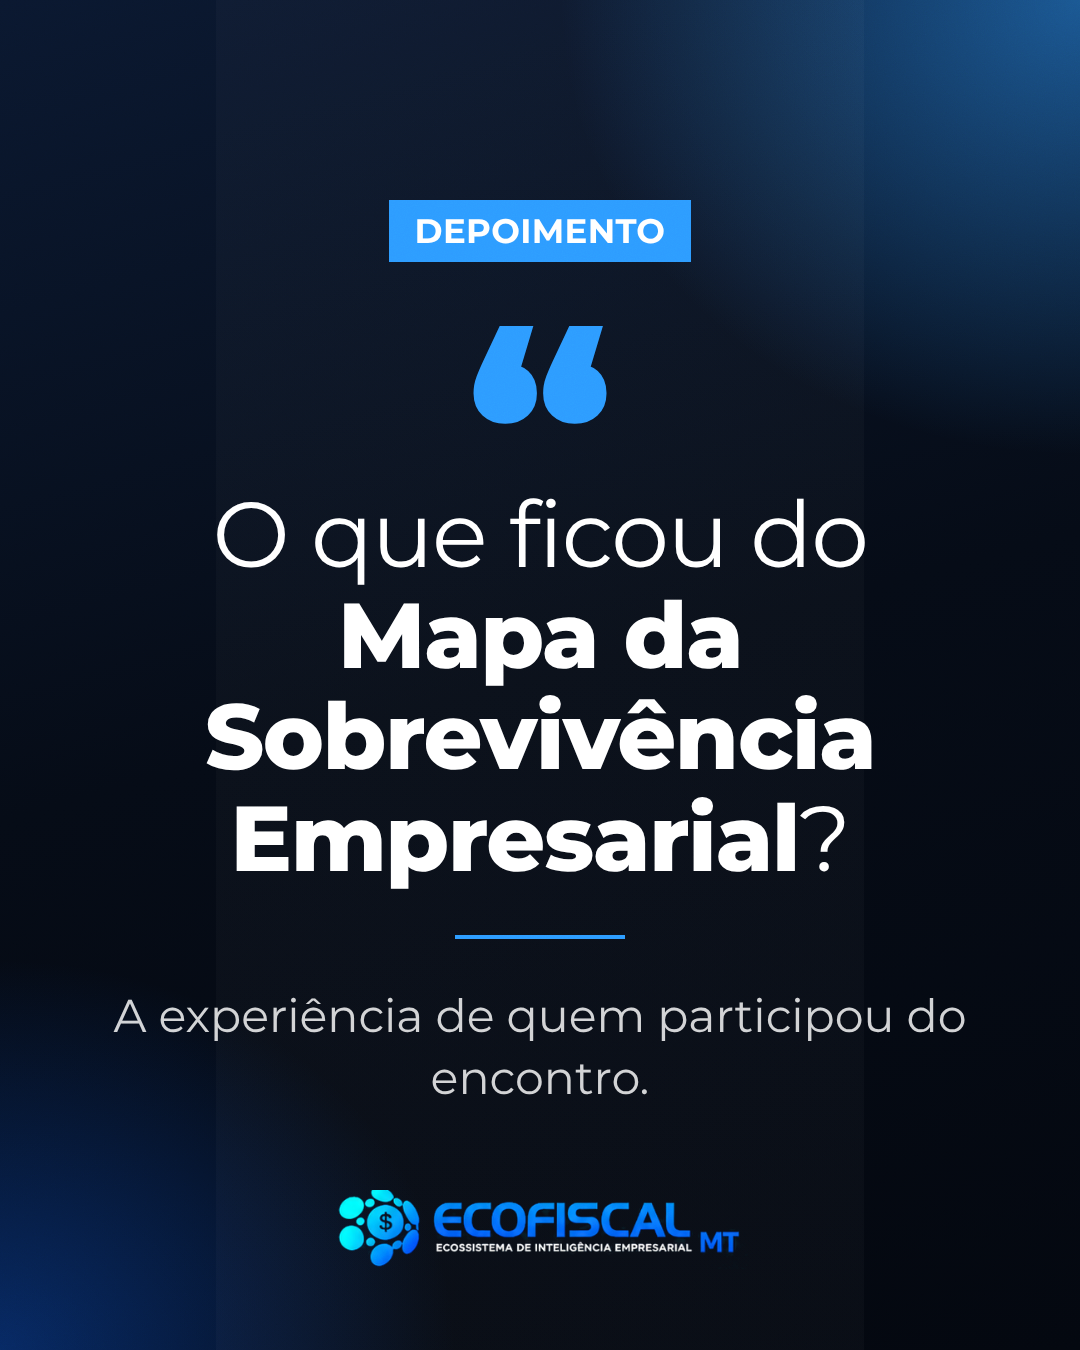 DEPOIMENTO
“
O que ficou do
Mapa da
Sobrevivência
Empresarial?
A experiência de quem participou do
encontro.
$
ECOFISCAL
ECOSSISTEMA DE INTELIGÊNCIA EMPRESARIAL MT